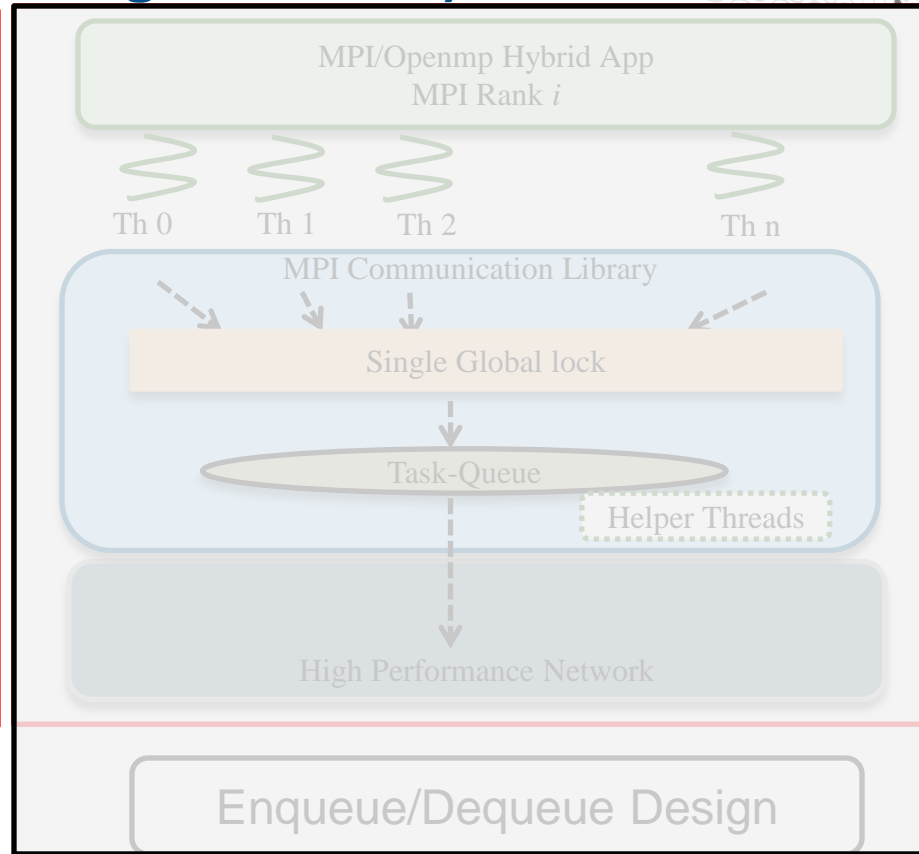 MPI/Openmp Hybrid App
MPI Rank i
Th 0 Th 1 Th 2 Th n
MPI Communication Library
Single Global lock
Task-Queue
Helper Threads
High Performance Network
Enqueue/Dequeue Design